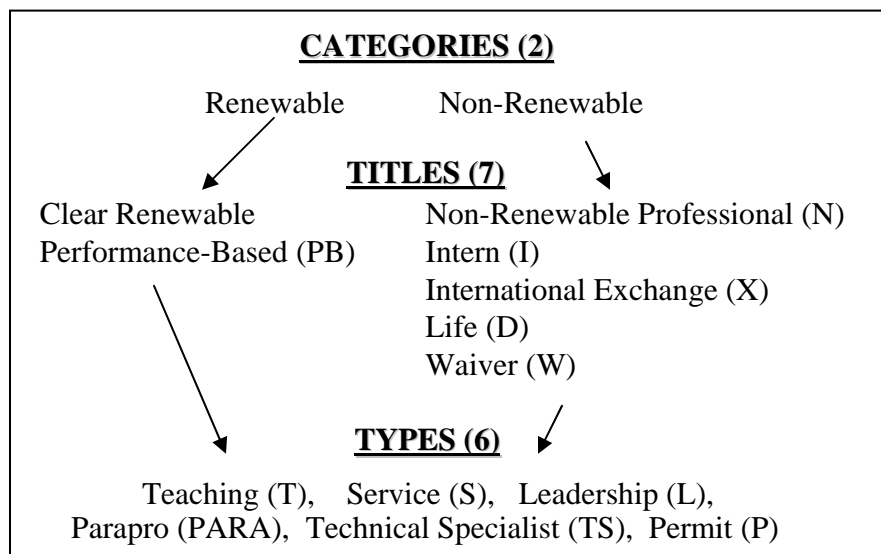 CATEGORIES (2)
Renewable Non-Renewable
TITLES (7)
Clear Renewable
Performance-Based (PB)
Non-Renewable Professional (N)
Intern (I)
International Exchange (X)
Life (D)
Waiver (W)
TYPES (6)
Teaching (T), Service (S), Leadership (L),
Parapro (PARA), Technical Specialist (TS), Permit (P)